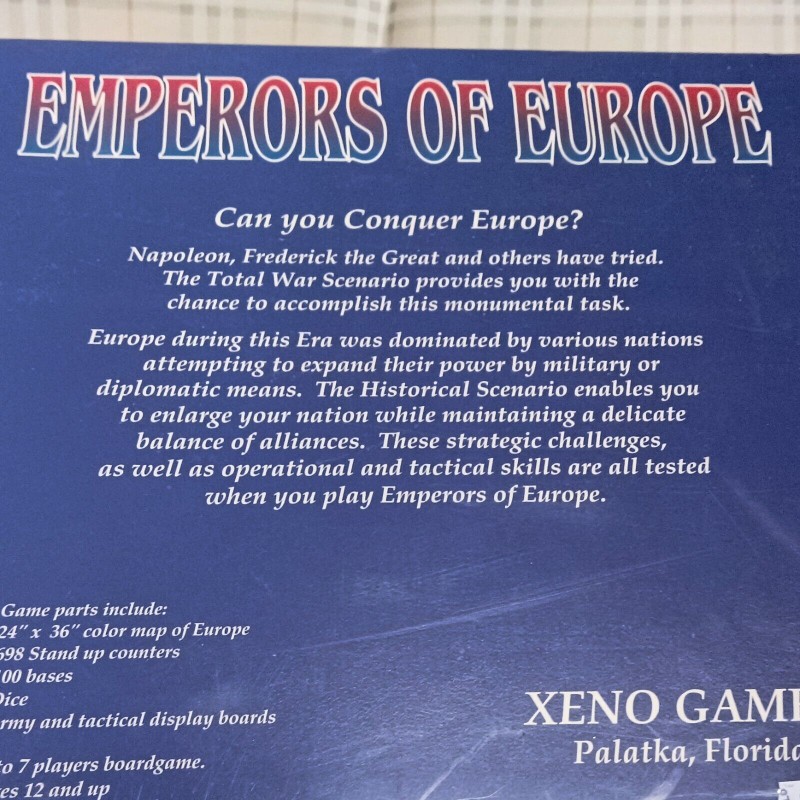 EMPERORS OF EUROPE
Can you Conquer Europe?
Napoleon, Frederick the Great and others have tried.
The Total War Scenario provides you with the
chance to accomplish this monumental task.
Europe during this Era was dominated by various nations
attempting to expand their power by military or
diplomatic means. The Historical Scenario enables you
to enlarge your nation while maintaining a delicate
balance of alliances. These strategic challenges,
as well as operational and tactical skills are all tested
when you play Emperors of Europe.
Game parts include:
24" x 36" color map of Europe
698 Stand up counters
00 bases
Dice
rmy and tactical display boards
to 7 players boardgame.
es 12 and up
XENO GAME
Palatka, Florida